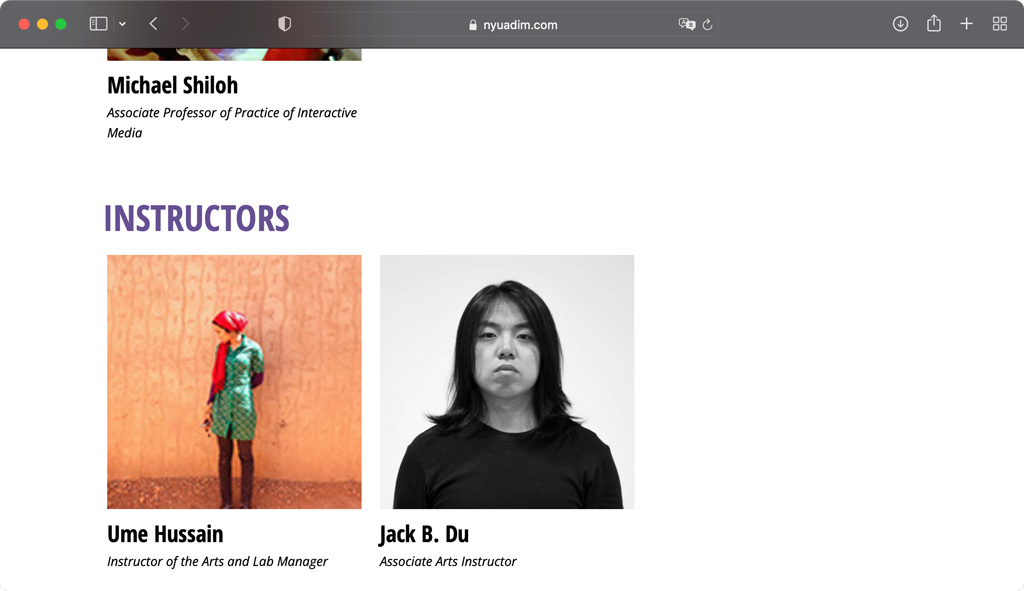 nyuadim.com
Michael Shiloh
Associate Professor of Practice of Interactive
Media
INSTRUCTORS
Ume Hussain
Instructor of the Arts and Lab Manager
Jack B. Du
Associate Arts Instructor